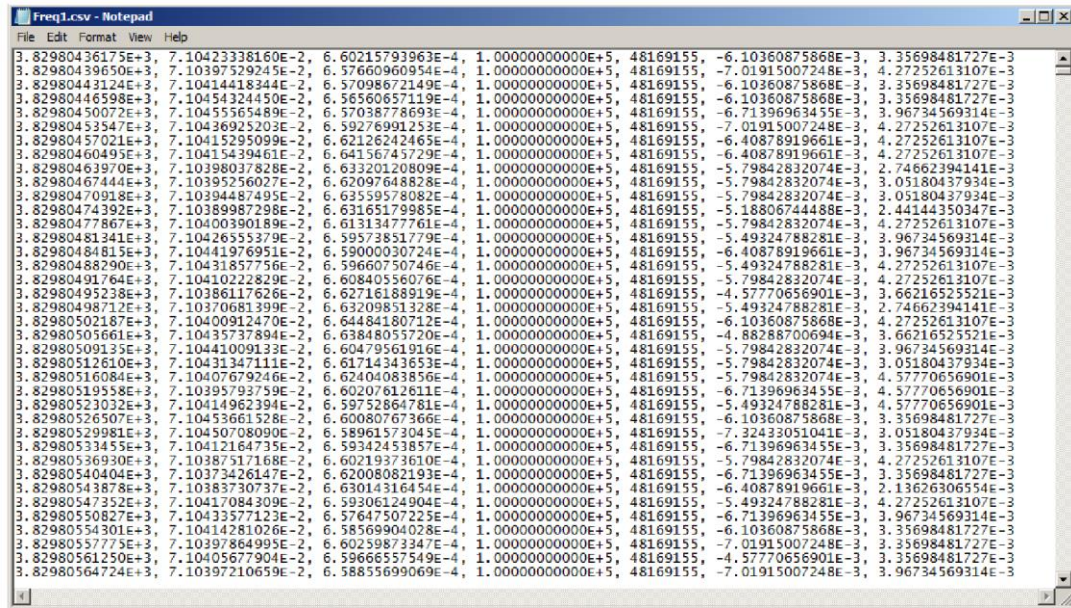 Freq1.csv - Notepad
File Edit Format View Help
3.82980436175E+3, 7.10423338160E-2, 6.60215793963E-4, 1.00000000000E+5, 48169155, -6.10360875868E-3, 3.35698481727E-3
3.82980439650E+3, 7.10397529245E-2, 6.57660960954E-4, 1.00000000000E+5, 48169155, -7.01915007248E-3, 4.27252613107E-3
3.82980443124E+3, 7.10414418344E-2, 6.57098672149E-4, 1.00000000000E+5, 48169155, -6.10360875868E-3, 3.35698481727E-3
3.82980446598E+3, 7.10454324450E-2, 6.56560657119E-4, 1.00000000000E+5, 48169155, -6.10360875868E-3, 3.35698481727E-3
3.82980450072E+3, 7.10455565489E-2, 6.57038778693E-4, 1.00000000000E+5, 48169155, -6.71396963455E-3, 3.96734569314E-3
3.82980453547E+3, 7.10436925203E-2, 6.59276991253E-4, 1.00000000000E+5, 48169155, -7.01915007248E-3, 4.27252613107E-3
3.82980457021E+3, 7.10415295099E-2, 6.62126242465E-4, 1.00000000000E+5, 48169155, -6.40878919661E-3, 4.27252613107E-3
3.82980460495E+3, 7.10415439461E-2, 6.64156745729E-4, 1.00000000000E+5, 48169155, -6.40878919661E-3, 4.27252613107E-3
3.82980463970E+3, 7.10398037828E-2, 6.63320120809E-4, 1.00000000000E+5, 48169155, -5.79842832074E-3, 2.74662394141E-3
3.82980467444E+3, 7.10395256027E-2, 6.62097648828E-4, 1.00000000000E+5, 48169155, -5.79842832074E-3, 3.05180437934E-3
3.82980470918E+3, 7.10394487495E-2, 6.63559578082E-4, 1.00000000000E+5, 48169155, -5.79842832074E-3, 3.05180437934E-3
3.82980474392E+3, 7.10389987298E-2, 6.63165179985E-4, 1.00000000000E+5, 48169155, -5.18806744488E-3, 2.44144350347E-3
3.82980477867E+3, 7.10400390189E-2, 6.61313477761E-4, 1.00000000000E+5, 48169155, -5.79842832074E-3, 4.27252613107E-3
3.82980481341E+3, 7.10426555379E-2, 6.59573851779E-4, 1.00000000000E+5, 48169155, -5.49324788281E-3, 3.96734569314E-3
3.82980484815E+3, 7.10441976951E-2, 6.59000030724E-4, 1.00000000000E+5, 48169155, -6.40878919661E-3, 3.96734569314E-3
3.82980488290E+3, 7.10431857756E-2, 6.59660750746E-4, 1.00000000000E+5, 48169155, -5.49324788281E-3, 4.27252613107E-3
3.82980491764E+3, 7.10410222829E-2, 6.60840556076E-4, 1.00000000000E+5, 48169155, -5.79842832074E-3, 4.27252613107E-3
3.82980495238E+3, 7.10386117626E-2, 6.62716188919E-4, 1.00000000000E+5, 48169155, -4.57770656901E-3, 3.66216525521E-3
3.82980498712E+3, 7.10370681399E-2, 6.63209851328E-4, 1.00000000000E+5, 48169155, -5.49324788281E-3, 2.74662394141E-3
3.82980502187E+3, 7.10400912470E-2, 6.64484180712E-4, 1.00000000000E+5, 48169155, -6.10360875868E-3, 4.27252613107E-3
3.82980505661E+3, 7.10435737894E-2, 6.63848055720E-4, 1.00000000000E+5, 48169155, -4.88288700694E-3, 3.66216525521E-3
3.82980509135E+3, 7.10441009133E-2, 6.60479561916E-4, 1.00000000000E+5, 48169155, -5.79842832074E-3, 3.96734569314E-3
3.82980512610E+3, 7.10431347111E-2, 6.61714343653E-4, 1.00000000000E+5, 48169155, -5.79842832074E-3, 3.05180437934E-3
3.82980516084E+3, 7.10407679246E-2, 6.62404083856E-4, 1.00000000000E+5, 48169155, -5.79842832074E-3, 4.57770656901E-3
3.82980519558E+3, 7.10395793759E-2, 6.60207612611E-4, 1.00000000000E+5, 48169155, -6.71396963455E-3, 4.57770656901E-3
3.82980523032E+3, 7.10414962394E-2, 6.59752864781E-4, 1.00000000000E+5, 48169155, -5.49324788281E-3, 4.57770656901E-3
3.82980526507E+3, 7.10453661528E-2, 6.60080767366E-4, 1.00000000000E+5, 48169155, -6.10360875868E-3, 3.35698481727E-3
3.82980529981E+3, 7.10450708090E-2, 6.58961573045E-4, 1.00000000000E+5, 48169155, -7.32433051041E-3, 3.05180437934E-3
3.82980533455E+3, 7.10412164735E-2, 6.59342453857E-4, 1.00000000000E+5, 48169155, -6.71396963455E-3, 3.35698481727E-3
3.82980536930E+3, 7.10387517168E-2, 6.60219373610E-4, 1.00000000000E+5, 48169155, -5.79842832074E-3, 4.27252613107E-3
3.82980540404E+3, 7.10373426147E-2, 6.62008082193E-4, 1.00000000000E+5, 48169155, -6.71396963455E-3, 3.35698481727E-3
3.82980543878E+3, 7.10383730737E-2, 6.63014316454E-4, 1.00000000000E+5, 48169155, -6.40878919661E-3, 2.13626306554E-3
3.82980547352E+3, 7.10417084309E-2, 6.59306124904E-4, 1.00000000000E+5, 48169155, -5.49324788281E-3, 4.27252613107E-3
3.82980550827E+3, 7.10433577123E-2, 6.57647507225E-4, 1.00000000000E+5, 48169155, -6.71396963455E-3, 3.96734569314E-3
3.82980554301E+3, 7.10414281026E-2, 6.58569904028E-4, 1.00000000000E+5, 48169155, -6.10360875868E-3, 3.35698481727E-3
3.82980557775E+3, 7.10397864995E-2, 6.60259873347E-4, 1.00000000000E+5, 48169155, -7.01915007248E-3, 3.35698481727E-3
3.82980561250E+3, 7.10405677904E-2, 6.59666557549E-4, 1.00000000000E+5, 48169155, -4.57770656901E-3, 3.35698481727E-3
3.82980564724E+3, 7.10397210659E-2, 6.58855699069E-4, 1.00000000000E+5, 48169155, -7.01915007248E-3, 3.96734569314E-3